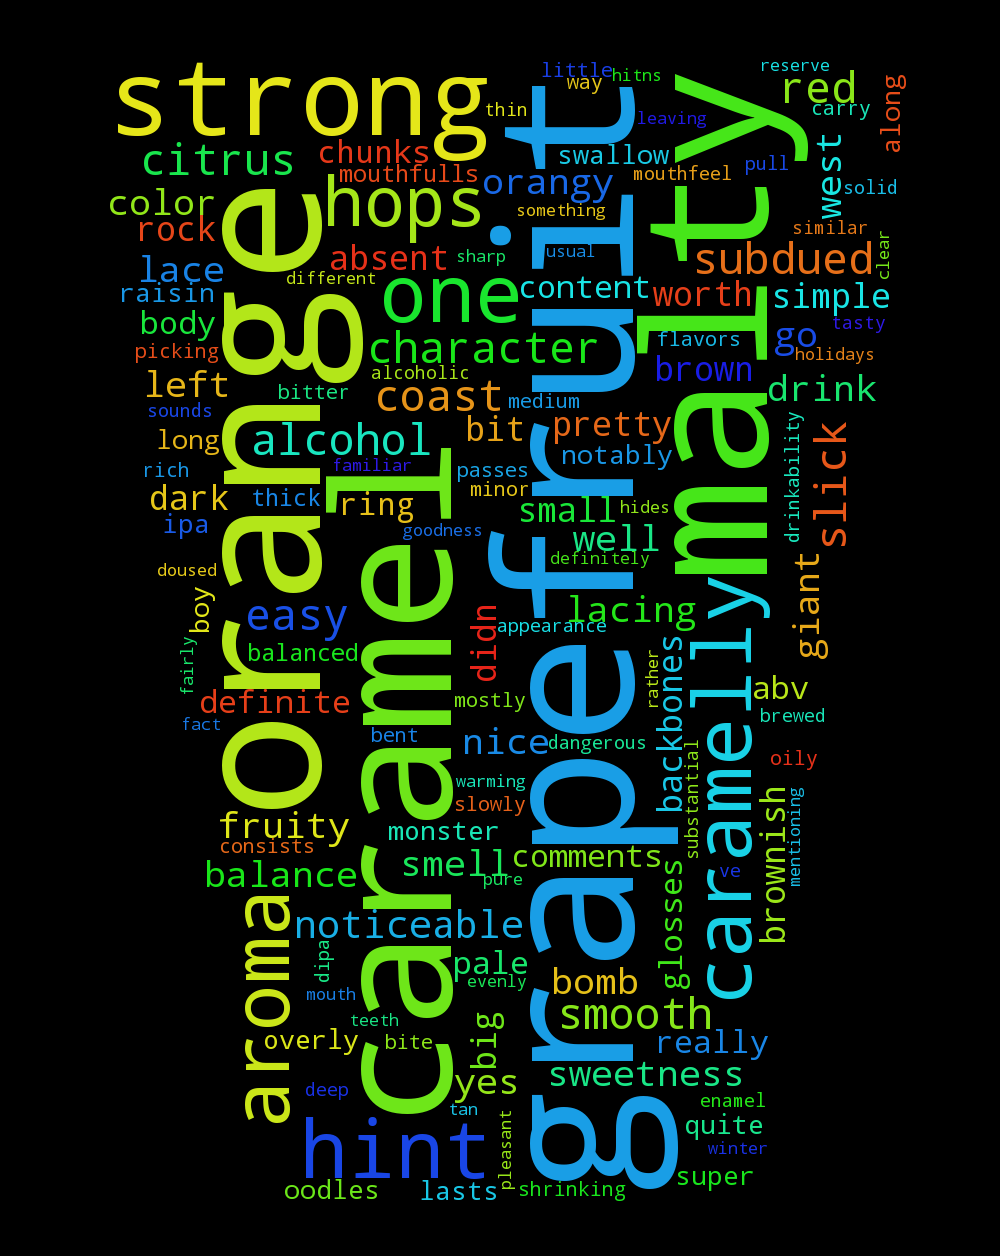 little
reserve
strong
way
hitns
red
along
thin
carry
leaving
malty
grapefruit
citrus
chunks
swallow
west
mouthfulls
mouthfeel
pull
orangy
solid
color
hops
something
rock
similar
absent
sharp
usual
subdued
clear
lace
different
content
worth
simple
raisin
one
tasty
body
flavors
go
picking
character
holidays
orange
alcoholic
brown
left
bitter
coast
medium
drink
sounds
long
alcohol
bit
pretty
drinkability
slick
rich
familiar
passes
notably
caramel
minor
dark
thick
ring
small
hides
ipa
goodness
well
definitely
doused
giant
boy
easy
lacing
caramelly
didn
appearance
fairly
balanced
rather
backbones
definite
mostly
abv
brewed
fact
bent
nice
dangerous
substantial
oily
warming
slowly
brownish
mentioning
fruity
monster
consists
comments
balance
smell
pure
glosses
ve
aroma
noticeable
dipa
pale
evenly
bomb
mouth
smooth
teeth
overly
bite
big
really
sweetness
deep
yes
enamel
tan
hint
pleasant
quite
winter
super
oodles
lasts
shrinking